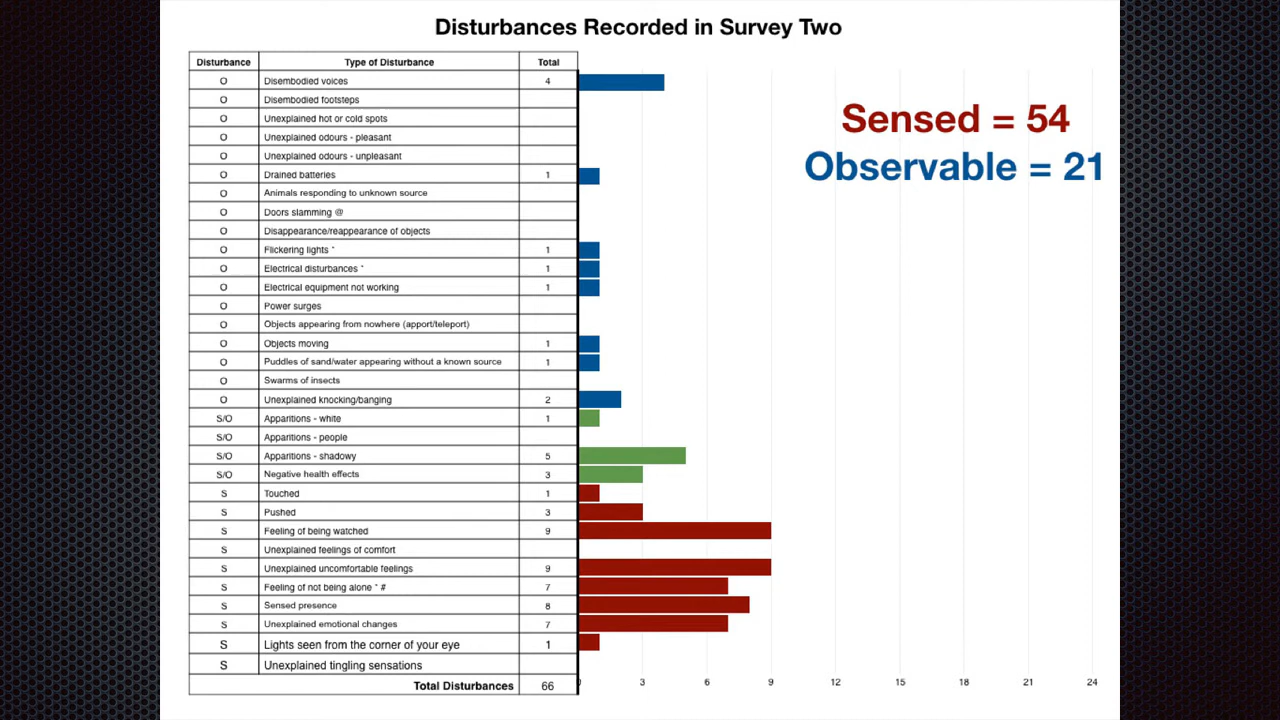 Disturbances Recorded in Survey Two
Disturbance Type of Disturbance Total
O Disembodied voices 4
O Disembodied footsteps
O Unexplained hot or cold spots
O Unexplained odours - pleasant
O Unexplained odours - unpleasant
O Drained batteries 1
O Animals responding to unknown source
O Doors slamming @
O Disappearance/reappearance of objects
O Flickering lights * 1
O Electrical disturbances * 1
O Electrical equipment not working 1
O Power surges
O Objects appearing from nowhere (apport/teleport)
O Objects moving 1
O Puddles of sand/water appearing without a known source 1
O Swarms of insects
O Unexplained knocking/banging 2
S/O Apparitions - white 1
S/O Apparitions - people
S/O Apparitions - shadowy 5
S/O Negative health effects 3
S Touched 1
S Pushed 3
S Feeling of being watched 9
S Unexplained feelings of comfort
S Unexplained uncomfortable feelings 9
S Feeling of not being alone * # 7
S Sensed presence 8
S Unexplained emotional changes 7
S Lights seen from the corner of your eye 1
S Unexplained tingling sensations
Total Disturbances 66
Sensed = 54
Observable = 21
3 6 9 12 15 18 21 24